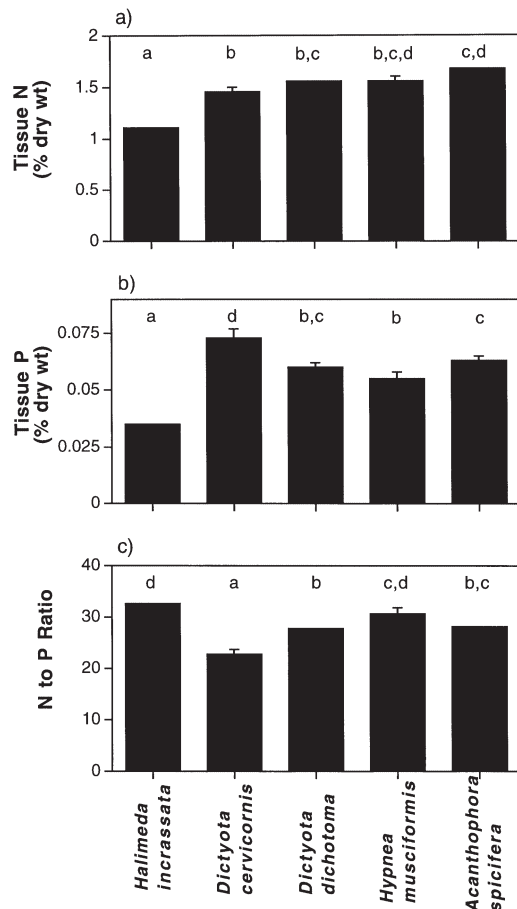 a)
Tissue N
(% dry wt)
2
1.5
1
0.5
0
a
b
b,c
b,c,d
c,d
b)
Tissue P
(% dry wt)
0.075
0.05
0.025
0
a
d
b,c
b
c
c)
N to P Ratio
40
30
20
10
0
d
a
b
c,d
b,c
Halimeda
incrassata
Dictyota
cervicornis
Dictyota
dichotoma
Hypnea
musciformis
Acanthophora
spicifera